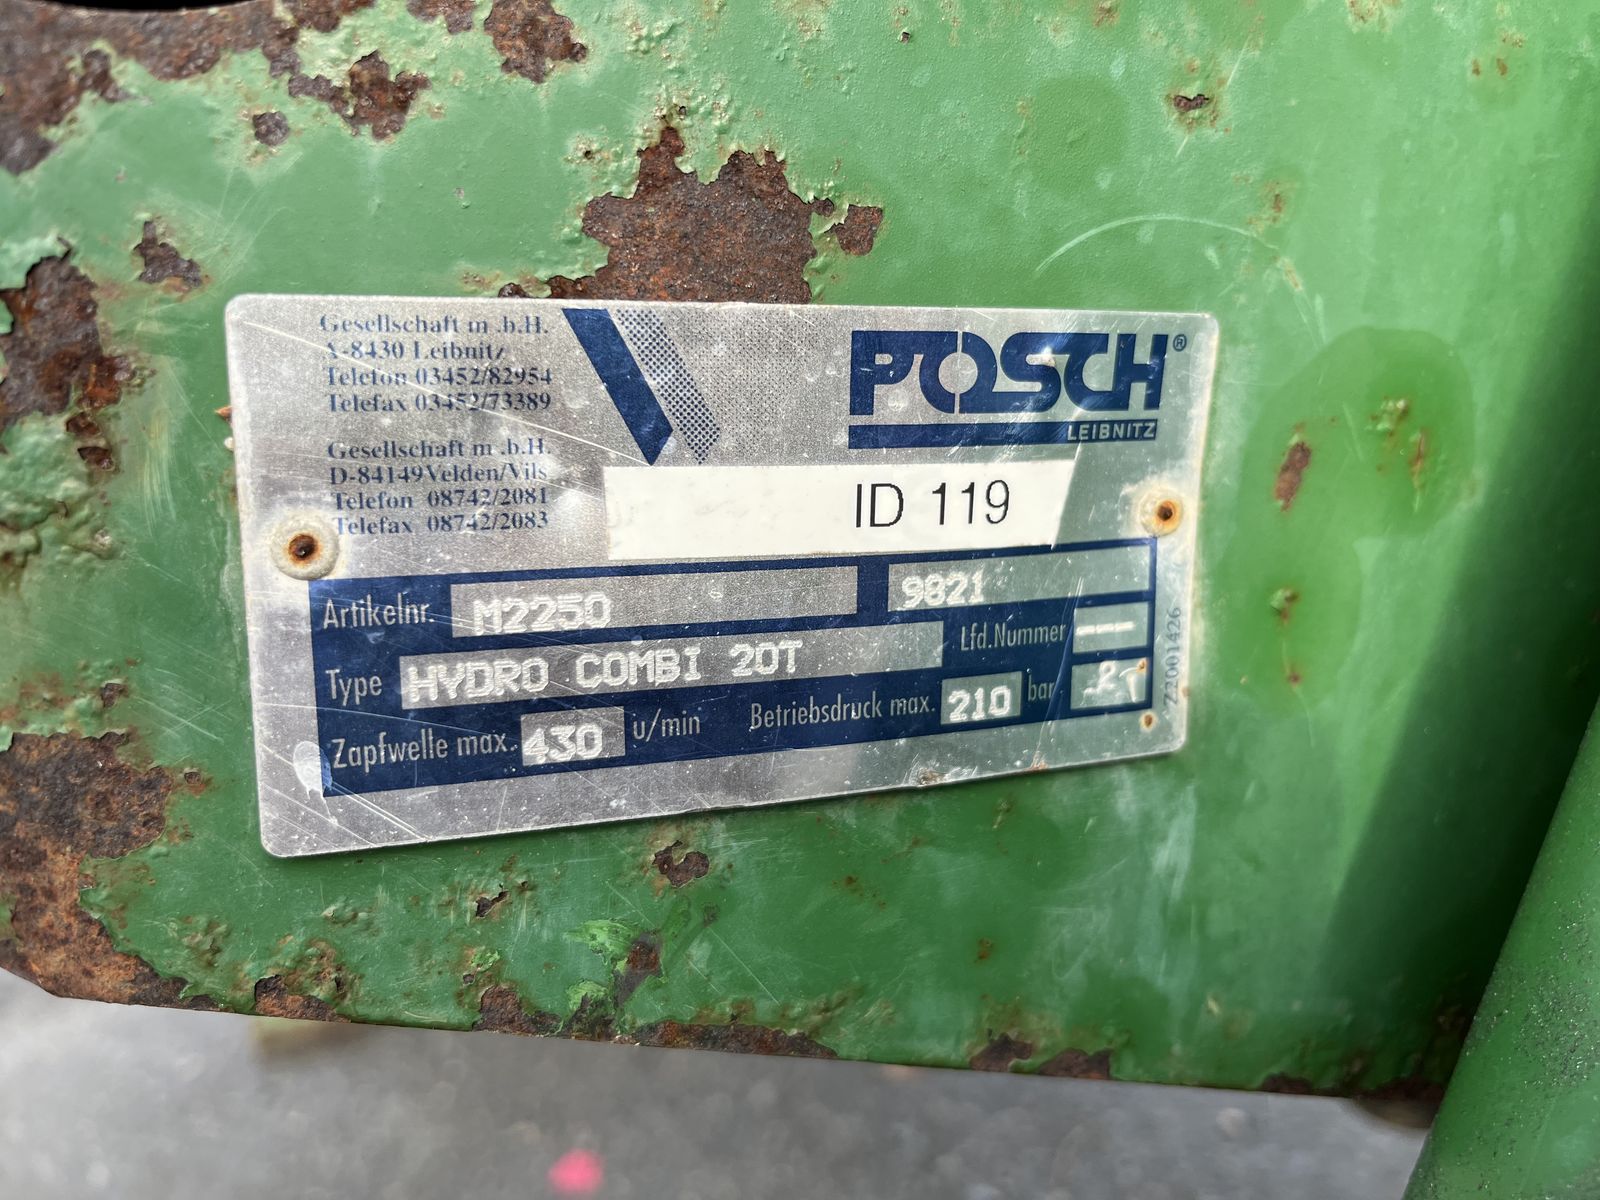 Gesellschaft m .b.H.
A-8430 Leibnitz
Telefon 03452/82954
Telefax 03452/73389
Gesellschaft m .b.H.
D-84149 Velden/Vils
Telefon 08742/2081
Telefax 08742/2083
POSCH®
LEIBNITZ
ID 119
Artikelnr. M2250 9821
Type HYDRO COMBI 20T Lfd.Nummer ---
Zapfwelle max. 430 u/min Betriebsdruck max. 210 bar
Z2001426